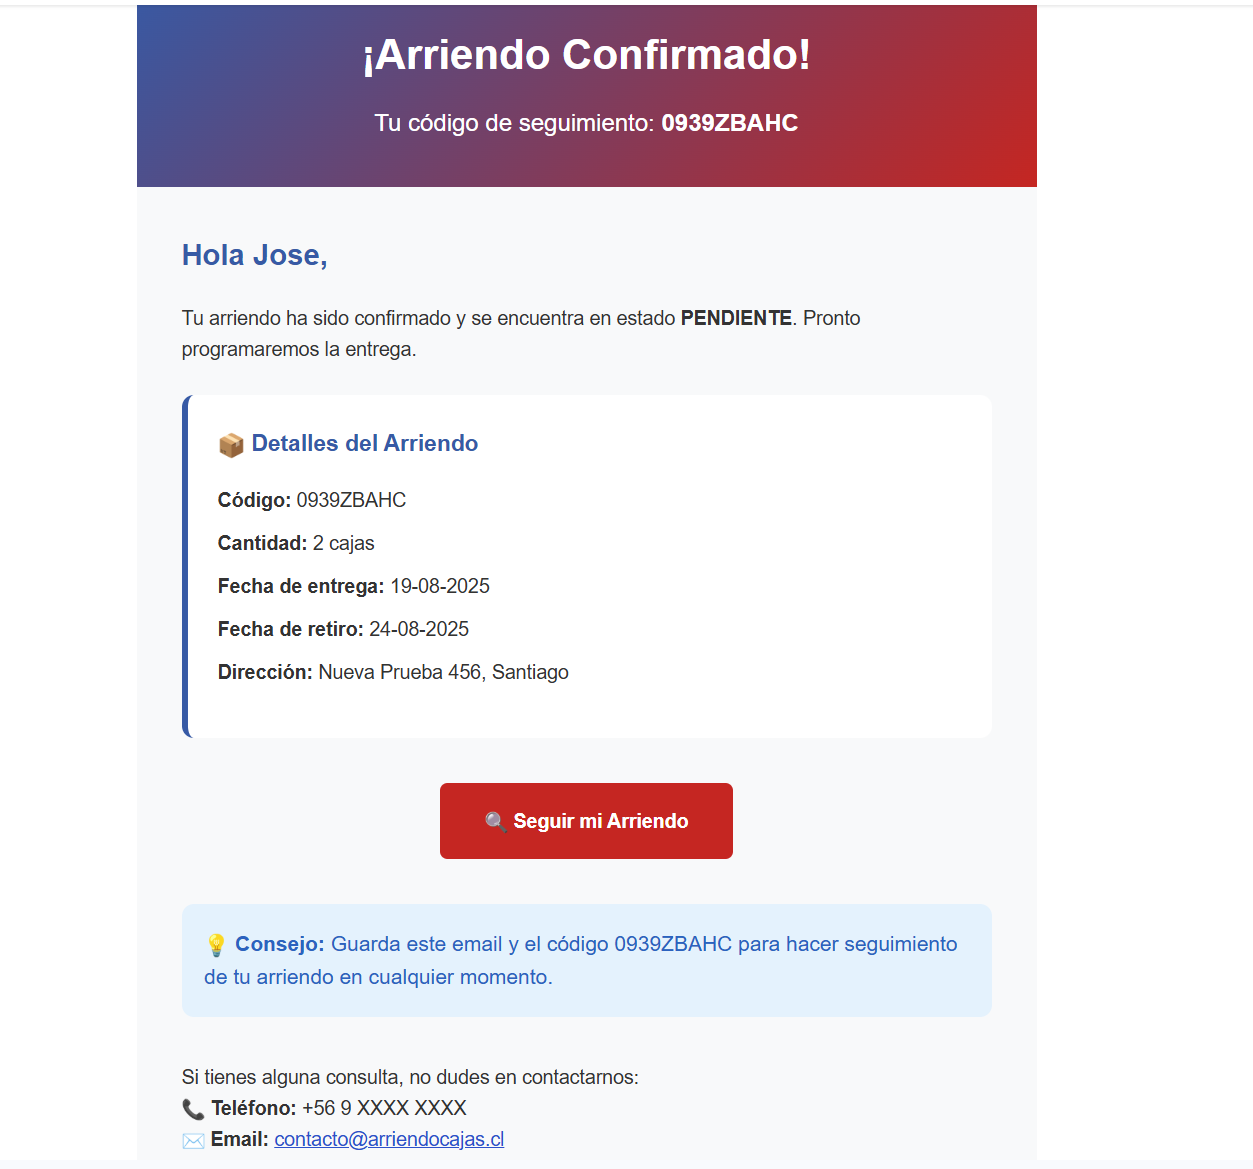 ¡Arriendo Confirmado!
Tu código de seguimiento: 0939ZBAHC
Hola Jose,
Tu arriendo ha sido confirmado y se encuentra en estado PENDIENTE. Pronto
programaremos la entrega.
📦 Detalles del Arriendo
Código: 0939ZBAHC
Cantidad: 2 cajas
Fecha de entrega: 19-08-2025
Fecha de retiro: 24-08-2025
Dirección: Nueva Prueba 456, Santiago
🔍 Seguir mi Arriendo
💡 Consejo: Guarda este email y el código 0939ZBAHC para hacer seguimiento
de tu arriendo en cualquier momento.
Si tienes alguna consulta, no dudes en contactarnos:
📞 Teléfono: +56 9 XXXX XXXX
✉️ Email: contacto@arriendocajas.cl